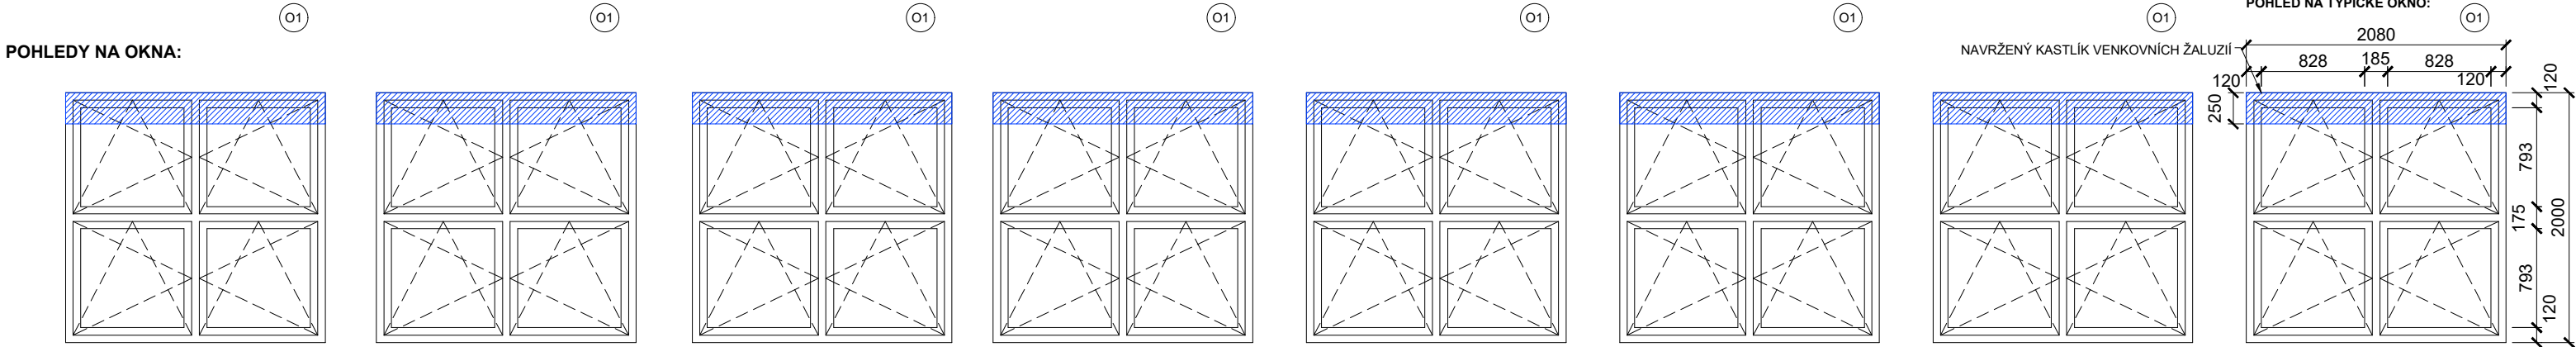 O1 O1 O1 O1 O1 O1 O1 O1
POHLED NA TYPICKÉ OKNO:
POHLEDY NA OKNA:
NAVRŽENÝ KASTLÍK VENKOVNÍCH ŽALUZIÍ
2080
120 828 185 828 120
250
120
793
175
793
120
2000